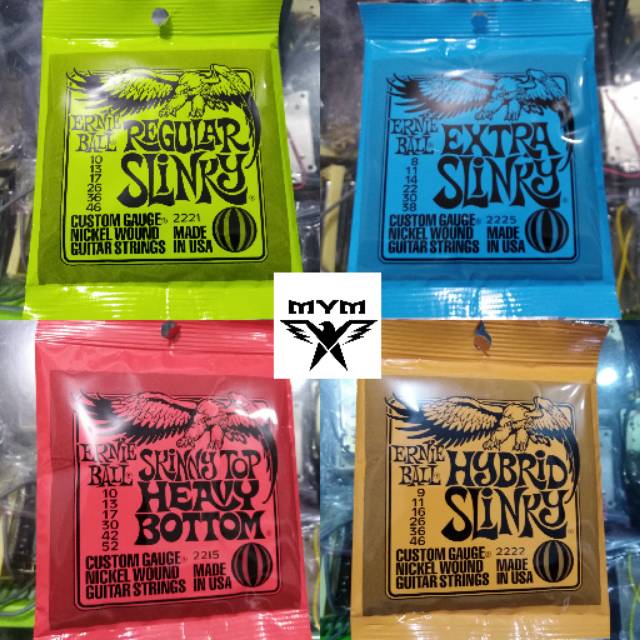 ERNIE
BALL
REGULAR
SLINKY
10
13
17
26
36
46
CUSTOM GAUGE® 2221
NICKEL WOUND MADE
GUITAR STRINGS IN USA
ERNIE
BALL
EXTRA
SLINKY
8
11
14
22
30
38
CUSTOM GAUGE® 2225
NICKEL WOUND MADE
GUITAR STRINGS IN USA
MYM
ERNIE
BALL
SKINNY TOP
HEAVY
BOTTOM
10
13
17
30
42
52
CUSTOM GAUGE® 2215
NICKEL WOUND MADE
GUITAR STRINGS IN USA
ERNIE
BALL
HYBRID
SLINKY
9
11
16
26
36
46
CUSTOM GAUGE® 2222
NICKEL WOUND MADE
GUITAR STRINGS IN USA